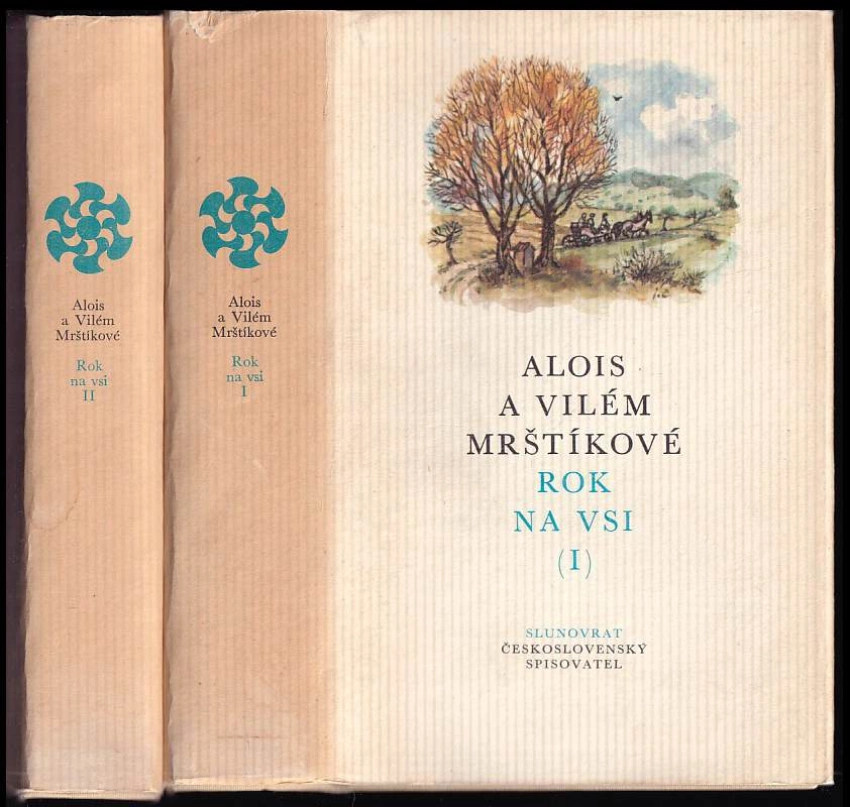 Alois
a Vilém
Mrštíkové
Rok
na vsi
II
Alois
a Vilém
Mrštíkové
Rok
na vsi
I
ALOIS
A VILÉM
MRŠTÍKOVÉ
ROK
NA VSI
(I)
SLUNOVRAT
ČESKOSLOVENSKÝ
SPISOVATEL